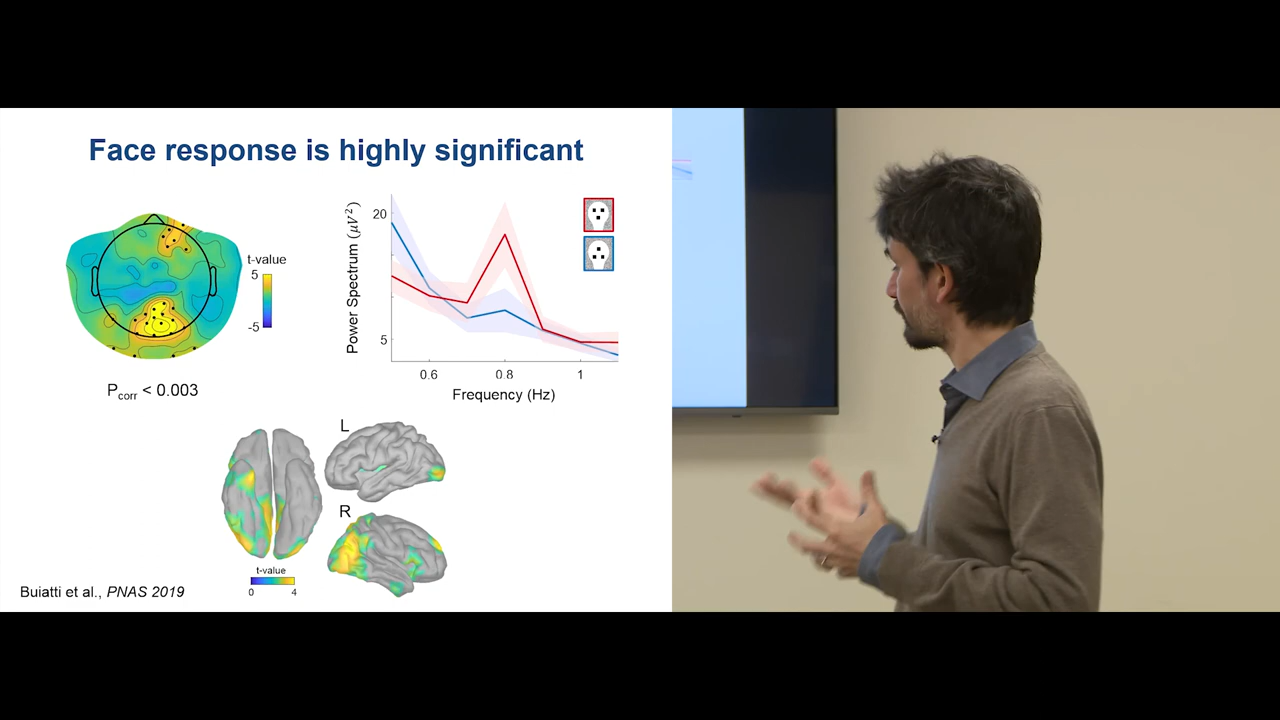 Face response is highly significant
t-value
5
-5
P corr < 0.003
Power Spectrum (μV²)
20
5
0.6
0.8
1
Frequency (Hz)
L
R
t-value
0
4
Buiatti et al., PNAS 2019